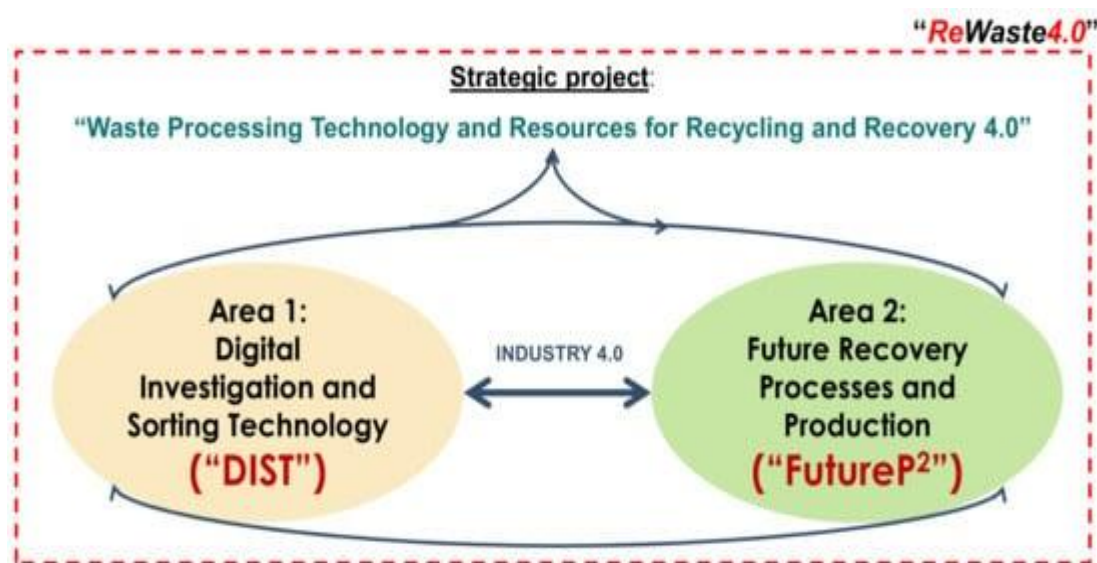 “ReWaste4.0”
Strategic project:
“Waste Processing Technology and Resources for Recycling and Recovery 4.0”
Area 1:
Digital
Investigation and
Sorting Technology
(“DIST”)
INDUSTRY 4.0
Area 2:
Future Recovery
Processes and
Production
(“FutureP²”)